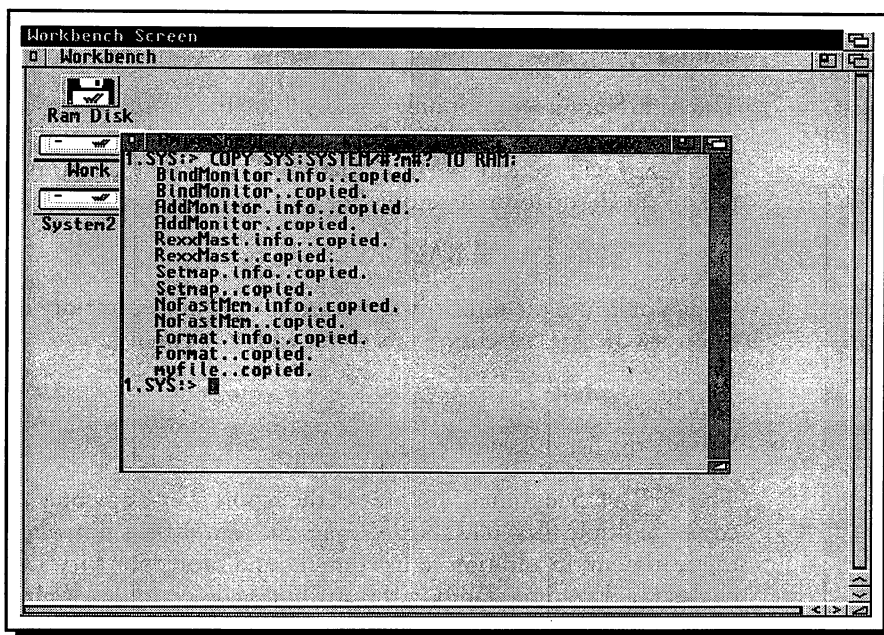 Workbench Screen
Workbench
Ram Disk
Work
System2
1.SYS:> COPY SYS:SYSTEM/#?m#? TO RAM:
BindMonitor.info..copied.
BindMonitor..copied.
AddMonitor.info..copied.
AddMonitor..copied.
RexxMast.info..copied.
RexxMast..copied.
Setmap.info..copied.
Setmap..copied.
NoFastMem.info..copied.
NoFastMem..copied.
Format.info..copied.
Format..copied.
myfile..copied.
1.SYS:>